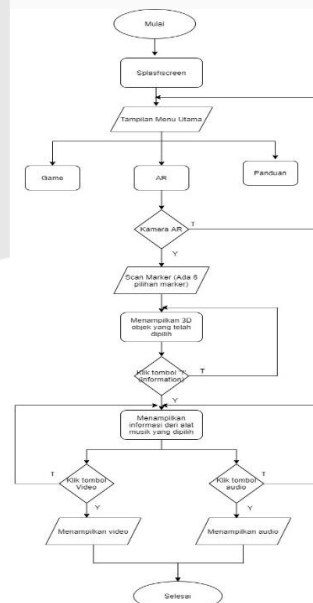 Mulai
Splashscreen
Tampilan Menu Utama
Game
AR
Panduan
Kamera AR
T
Y
Scan Marker (Ada 6
pilihan marker)
Menampilkan 3D
objek yang telah
dipilih
Klik tombol "i"
(Information)
T
Y
Menampilkan
informasi dari alat
musik yang dipilih
T
Klik tombol
Video
Klik tombol
audio
T
Y
Y
Menampilkan video
Menampilkan audio
Selesai